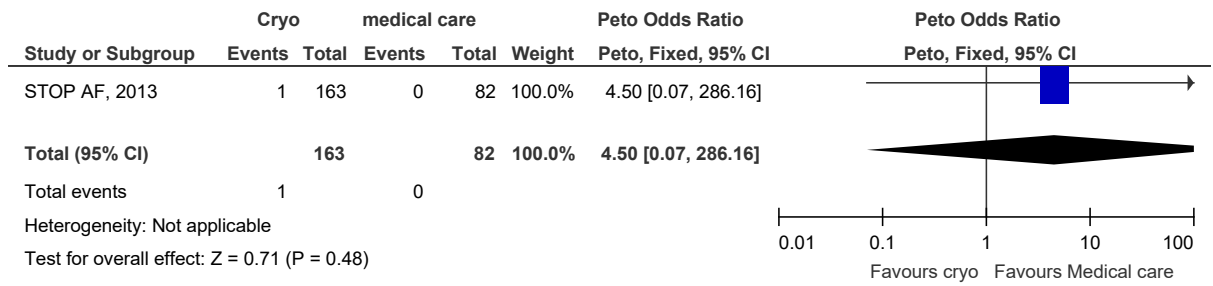 Cryo medical care Peto Odds Ratio Peto Odds Ratio
Study or Subgroup Events Total Events Total Weight Peto, Fixed, 95% CI Peto, Fixed, 95% CI
STOP AF, 2013 1 163 0 82 100.0% 4.50 [0.07, 286.16]
Total (95% CI) 163 82 100.0% 4.50 [0.07, 286.16]
Total events 1 0
Heterogeneity: Not applicable
Test for overall effect: Z = 0.71 (P = 0.48)
0.01 0.1 1 10 100
Favours cryo Favours Medical care